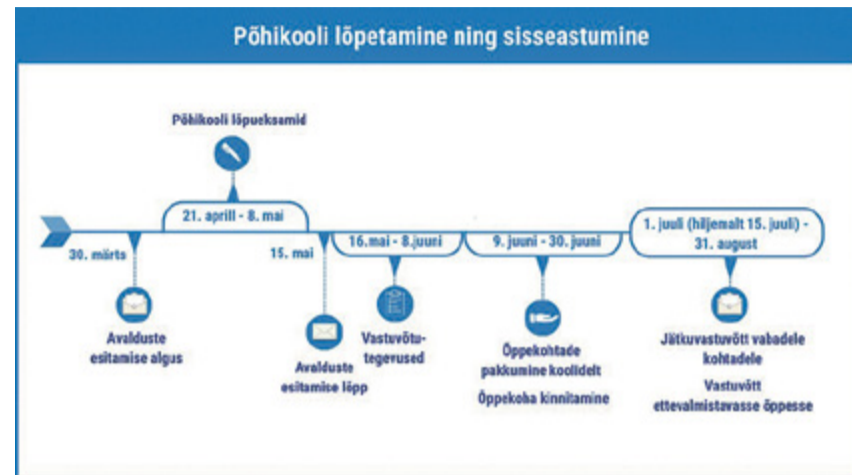 Põhikooli lõpetamine ning sisseastumine
Põhikooli lõpueksamid
21. aprill - 8. mai
30. märts
15. mai
16.mai - 8.juuni
9. juuni - 30. juuni
1. juuli (hiljemalt 15. juuli) -
31. august
Avalduste
esitamise algus
Avalduste
esitamise lõpp
Vastuvõtu-
tegevused
Õppekohtade
pakkumine koolidelt
Õppekoha kinnitamine
Jätkuvastuvõtt vabadele
kohtadele
Vastuvõtt
ettevalmistavasse õppesse